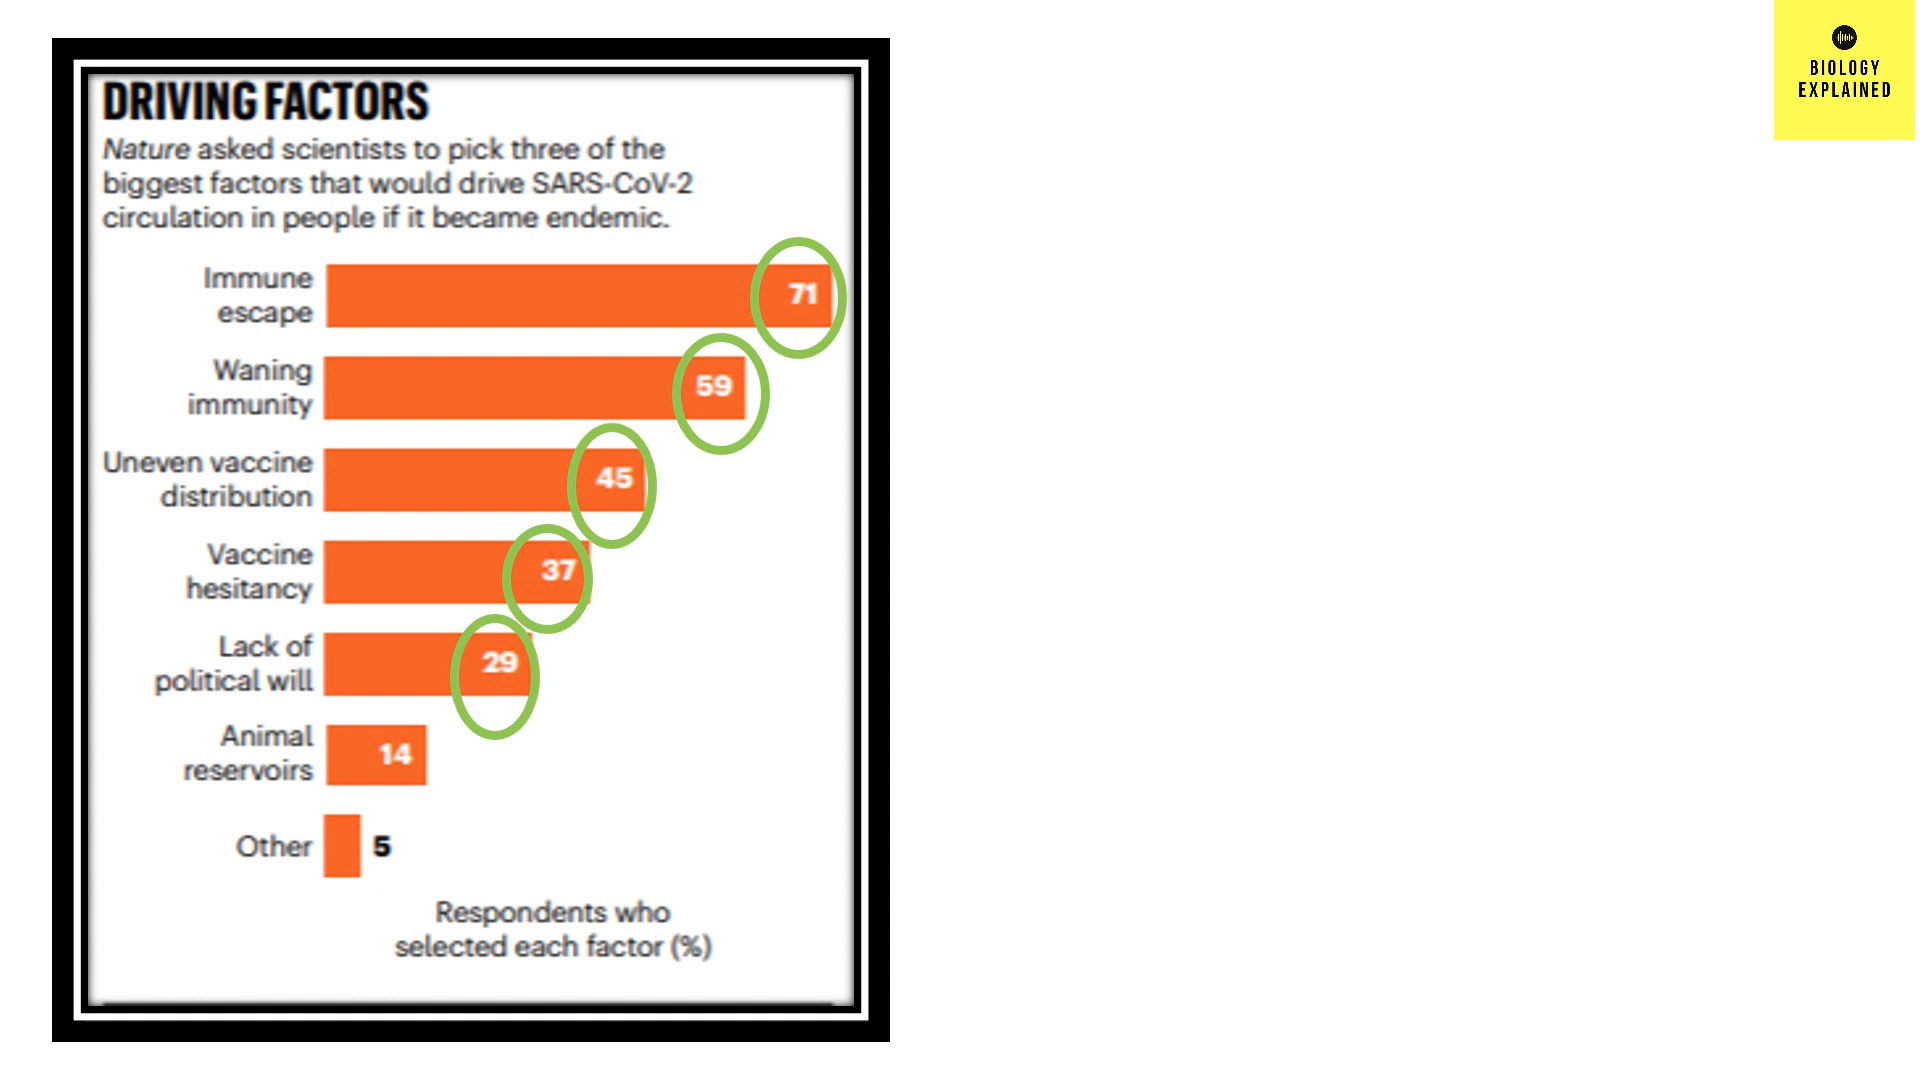 DRIVING FACTORS
Nature asked scientists to pick three of the
biggest factors that would drive SARS-CoV-2
circulation in people if it became endemic.
Immune
escape
71
Waning
immunity
59
Uneven vaccine
distribution
45
Vaccine
hesitancy
37
Lack of
political will
29
Animal
reservoirs
14
Other
5
Respondents who
selected each factor (%)
BIOLOGY
EXPLAINED